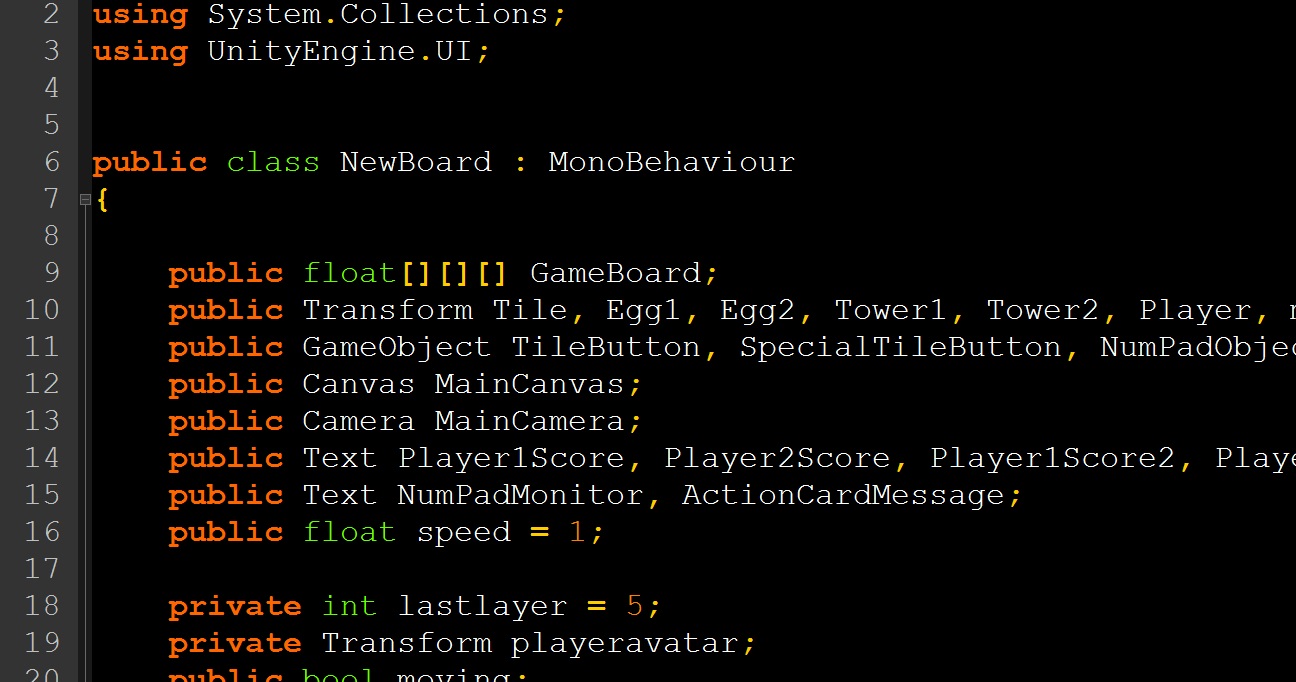 2 using System.Collections;
3 using UnityEngine.UI;
4
5
6 public class NewBoard : MonoBehaviour
7 {
8
9 public float[][][] GameBoard;
10 public Transform Tile, Egg1, Egg2, Tower1, Tower2, Player,
11 public GameObject TileButton, SpecialTileButton, NumPadObjec
12 public Canvas MainCanvas;
13 public Camera MainCamera;
14 public Text Player1Score, Player2Score, Player1Score2, Playe
15 public Text NumPadMonitor, ActionCardMessage;
16 public float speed = 1;
17
18 private int lastlayer = 5;
19 private Transform playeravatar;
20 public bool moving;